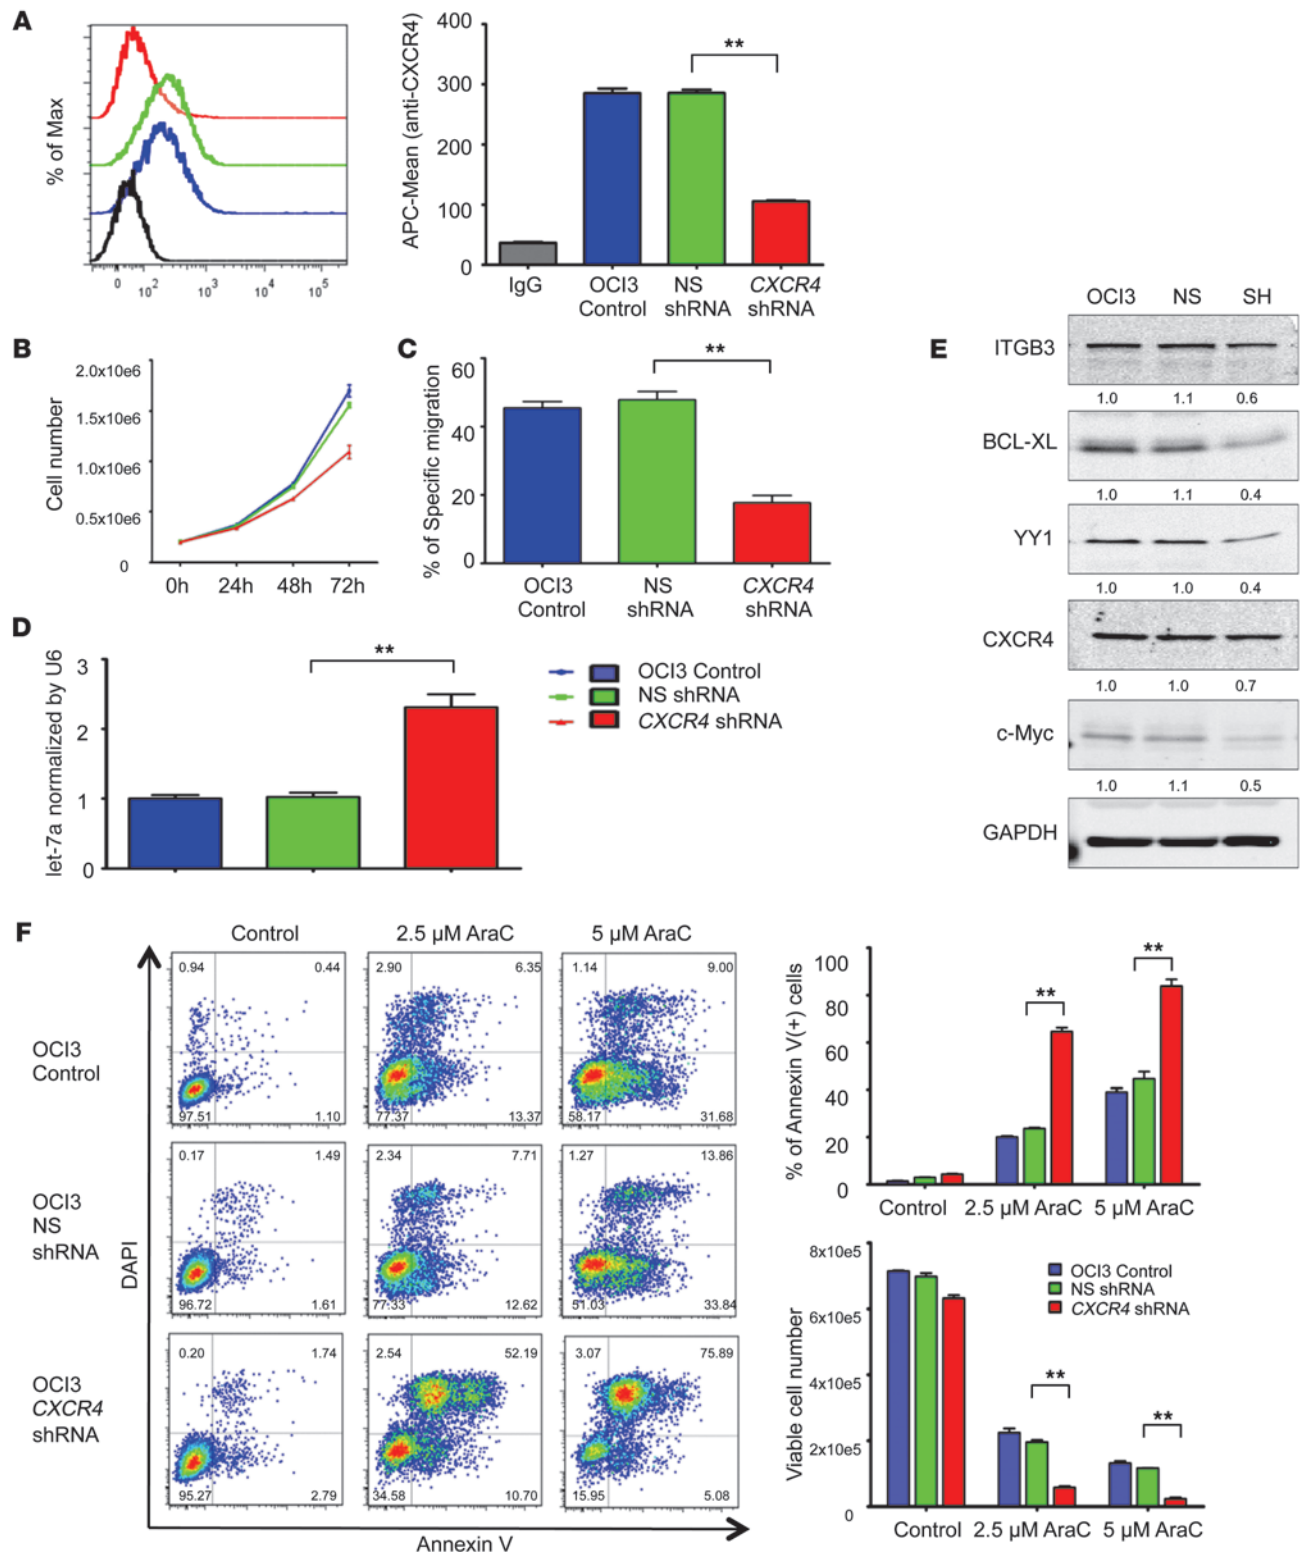 A
% of Max
0 10² 10³ 10⁴ 10⁵
APC-Mean (anti-CXCR4)
400
300
200
100
0
**
IgG
OCI3 Control
NS shRNA
CXCR4 shRNA
B
Cell number
2.0x10e6
1.5x10e6
1.0x10e6
0.5x10e6
0
0h 24h 48h 72h
C
% of Specific migration
60
40
20
0
**
OCI3 Control
NS shRNA
CXCR4 shRNA
D
let-7a normalized by U6
3
2
1
0
**
OCI3 Control
NS shRNA
CXCR4 shRNA
E
OCI3 NS SH
ITGB3
1.0 1.1 0.6
BCL-XL
1.0 1.1 0.4
YY1
1.0 1.0 0.4
CXCR4
1.0 1.0 0.7
c-Myc
1.0 1.1 0.5
GAPDH
F
Control 2.5 µM AraC 5 µM AraC
OCI3 Control
0.94 0.44 2.90 6.35 1.14 9.00
97.51 1.10 77.37 13.37 58.17 31.68
OCI3 NS shRNA
0.17 1.49 2.34 7.71 1.27 13.86
96.72 1.61 77.33 12.62 51.03 33.84
OCI3 CXCR4 shRNA
0.20 1.74 2.54 52.19 3.07 75.89
95.27 2.79 34.58 10.70 15.95 5.08
DAPI
Annexin V
% of Annexin V(+) cells
100
80
60
40
20
0
** **
Control 2.5 µM AraC 5 µM AraC
Viable cell number
8x10e5
6x10e5
4x10e5
2x10e5
0
OCI3 Control
NS shRNA
CXCR4 shRNA
** **
Control 2.5 µM AraC 5 µM AraC